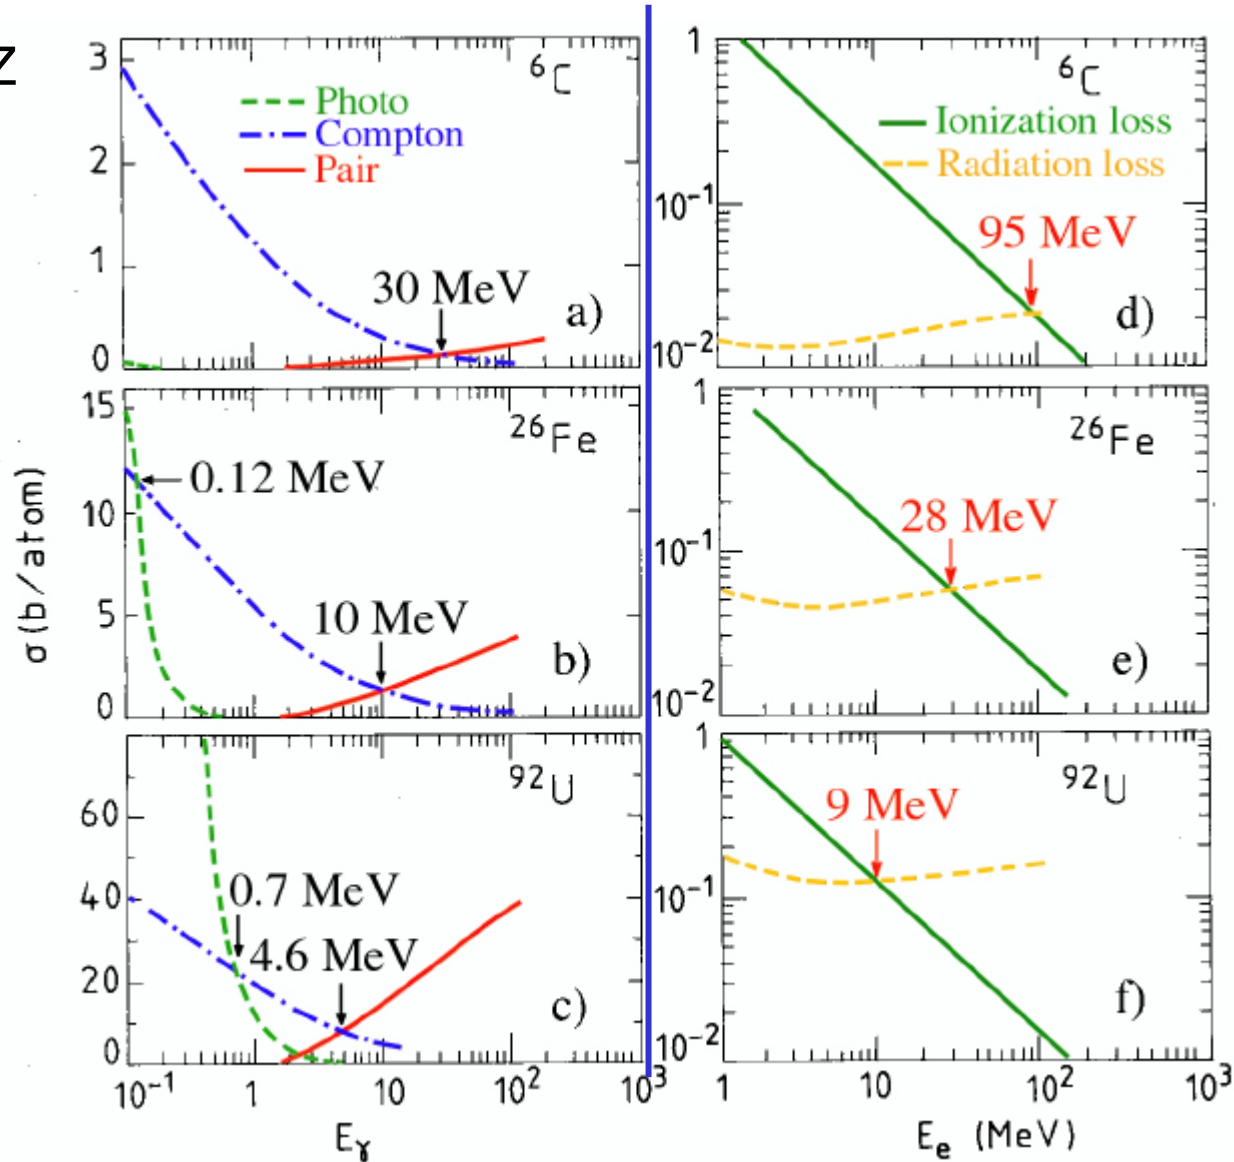 z
3
2
1
0
⁶C
Photo
Compton
Pair
30 MeV
a)
15
10
5
0
²⁶Fe
0.12 MeV
10 MeV
b)
σ (b/atom)
60
40
20
0
⁹²U
0.7 MeV
4.6 MeV
c)
10⁻¹
1
10
10²
10³
Eγ
1
10⁻¹
10⁻²
⁶C
Ionization loss
Radiation loss
95 MeV
d)
1
10⁻¹
10⁻²
²⁶Fe
28 MeV
e)
1
10⁻¹
10⁻²
⁹²U
9 MeV
f)
1
10
10²
10³
Eₑ (MeV)